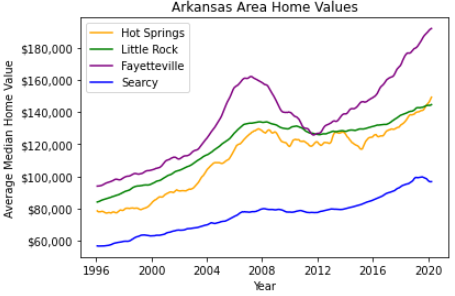 Arkansas Area Home Values
Hot Springs
Little Rock
Fayetteville
Searcy
Average Median Home Value
$180,000
$160,000
$140,000
$120,000
$100,000
$80,000
$60,000
1996 2000 2004 2008 2012 2016 2020
Year